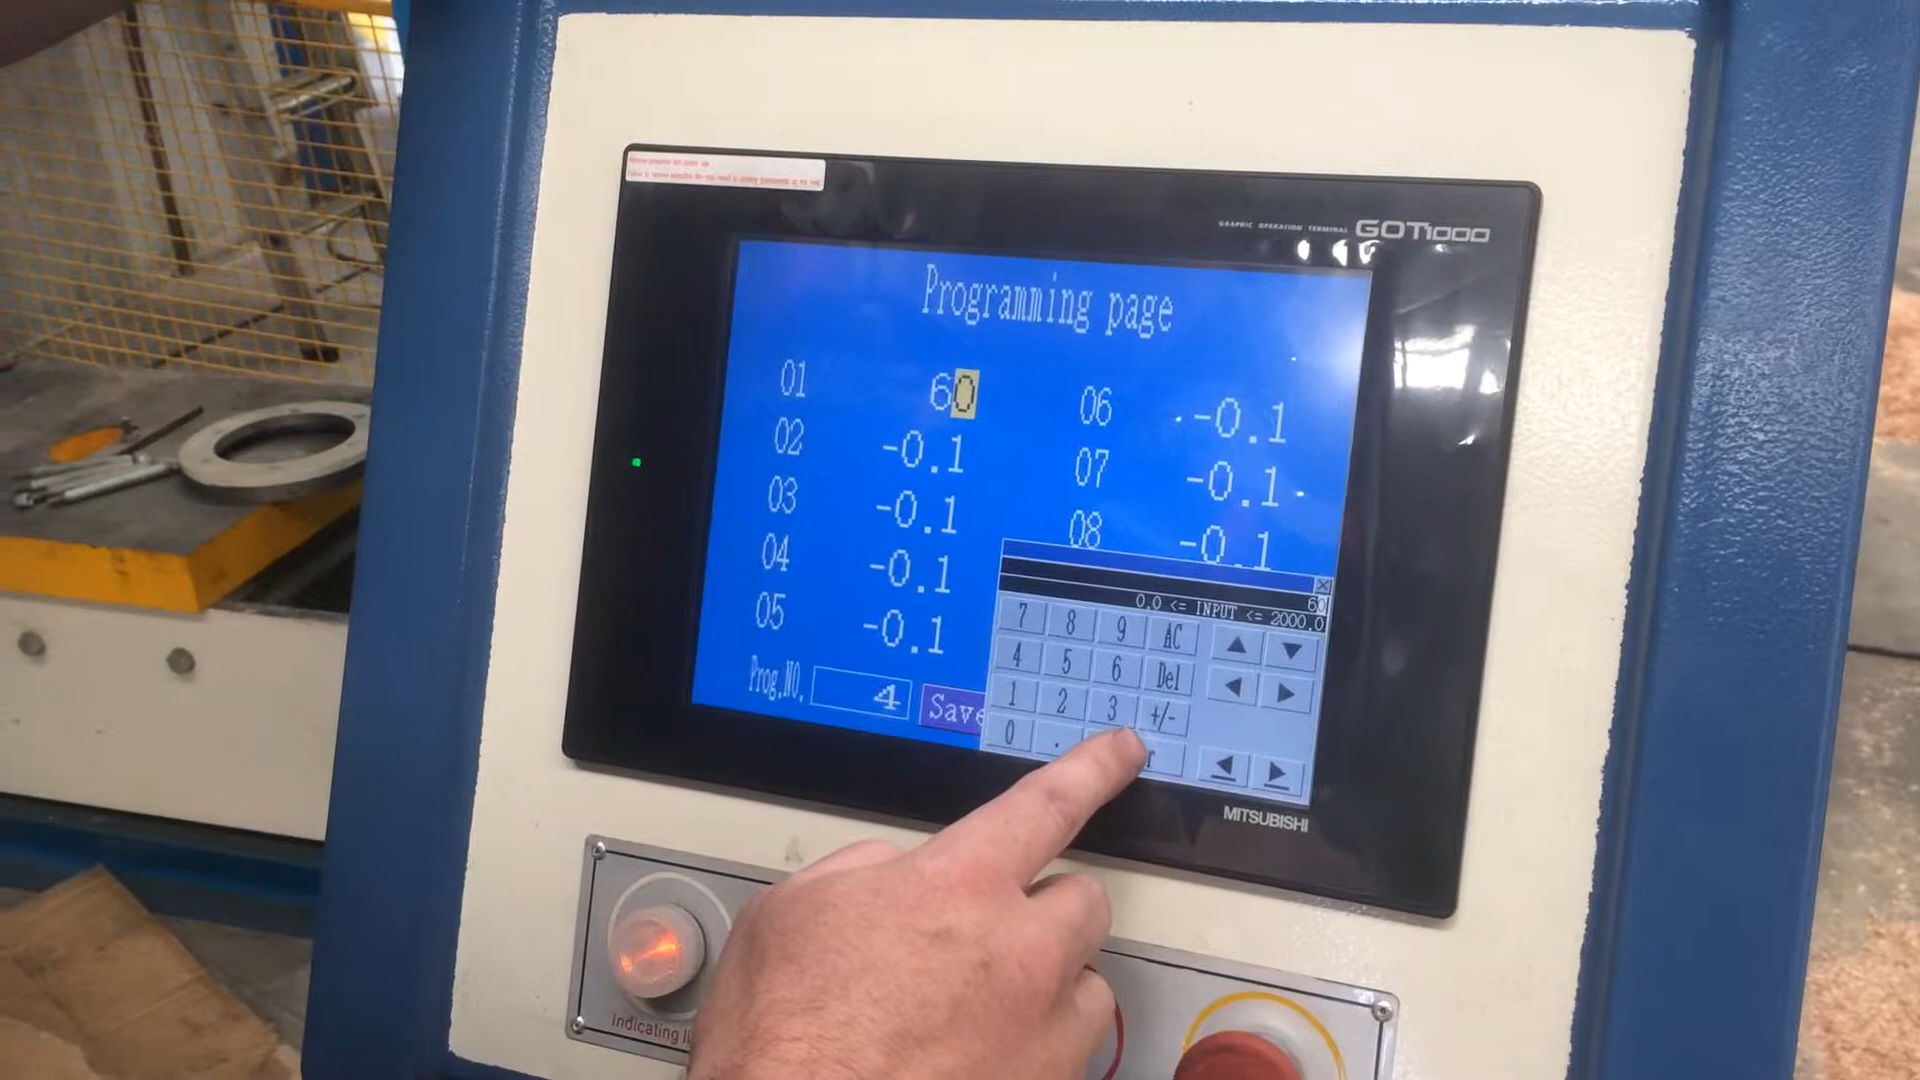 GRAPHIC OPERATION TERMINAL GOT1000
Programming page
01 60 06 -0.1
02 -0.1 07 -0.1
03 -0.1 08 -0.1
04 -0.1
05 -0.1
60
0.0 <= INPUT <= 2000.0
7 8 9 AC
4 5 6 Del
1 2 3 +/-
0 .
Prog.NO. 4 Save
MITSUBISHI
Indicating